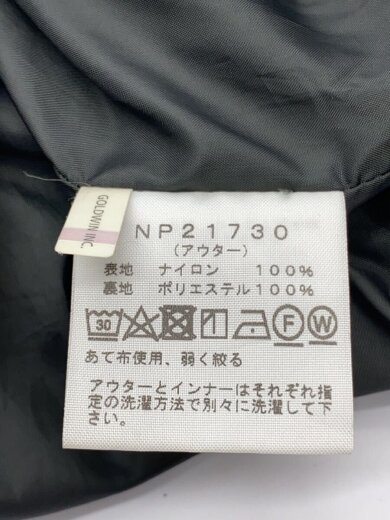 GOLDWIN INC.
NP21730
(アウター)
表地 ナイロン 100%
裏地 ポリエステル100%
30 F W
あて布使用、弱く絞る
アウターとインナーはそれぞれ指
定の洗濯方法で別々に洗濯して下
さい。